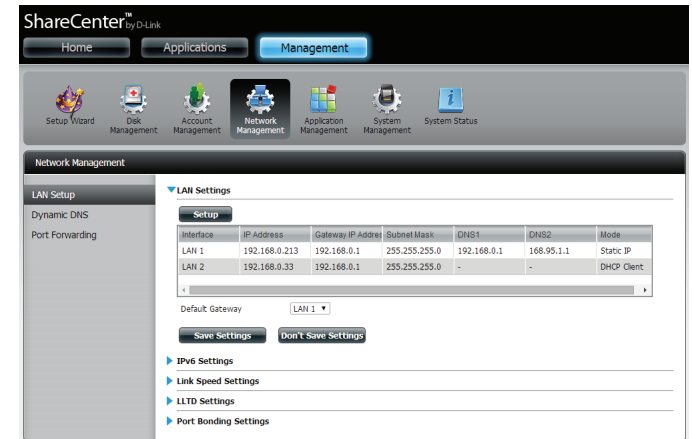 ShareCenter™ by D-Link
Home Applications Management
Setup Wizard Disk Management Account Management Network Management Application Management System Management System Status
Network Management
LAN Setup
Dynamic DNS
Port Forwarding
LAN Settings
Setup
Interface IP Address Gateway IP Addres Subnet Mask DNS1 DNS2 Mode
LAN 1 192.168.0.213 192.168.0.1 255.255.255.0 192.168.0.1 168.95.1.1 Static IP
LAN 2 192.168.0.33 192.168.0.1 255.255.255.0 - - DHCP Client
Default Gateway LAN 1
Save Settings Don't Save Settings
IPv6 Settings
Link Speed Settings
LLTD Settings
Port Bonding Settings